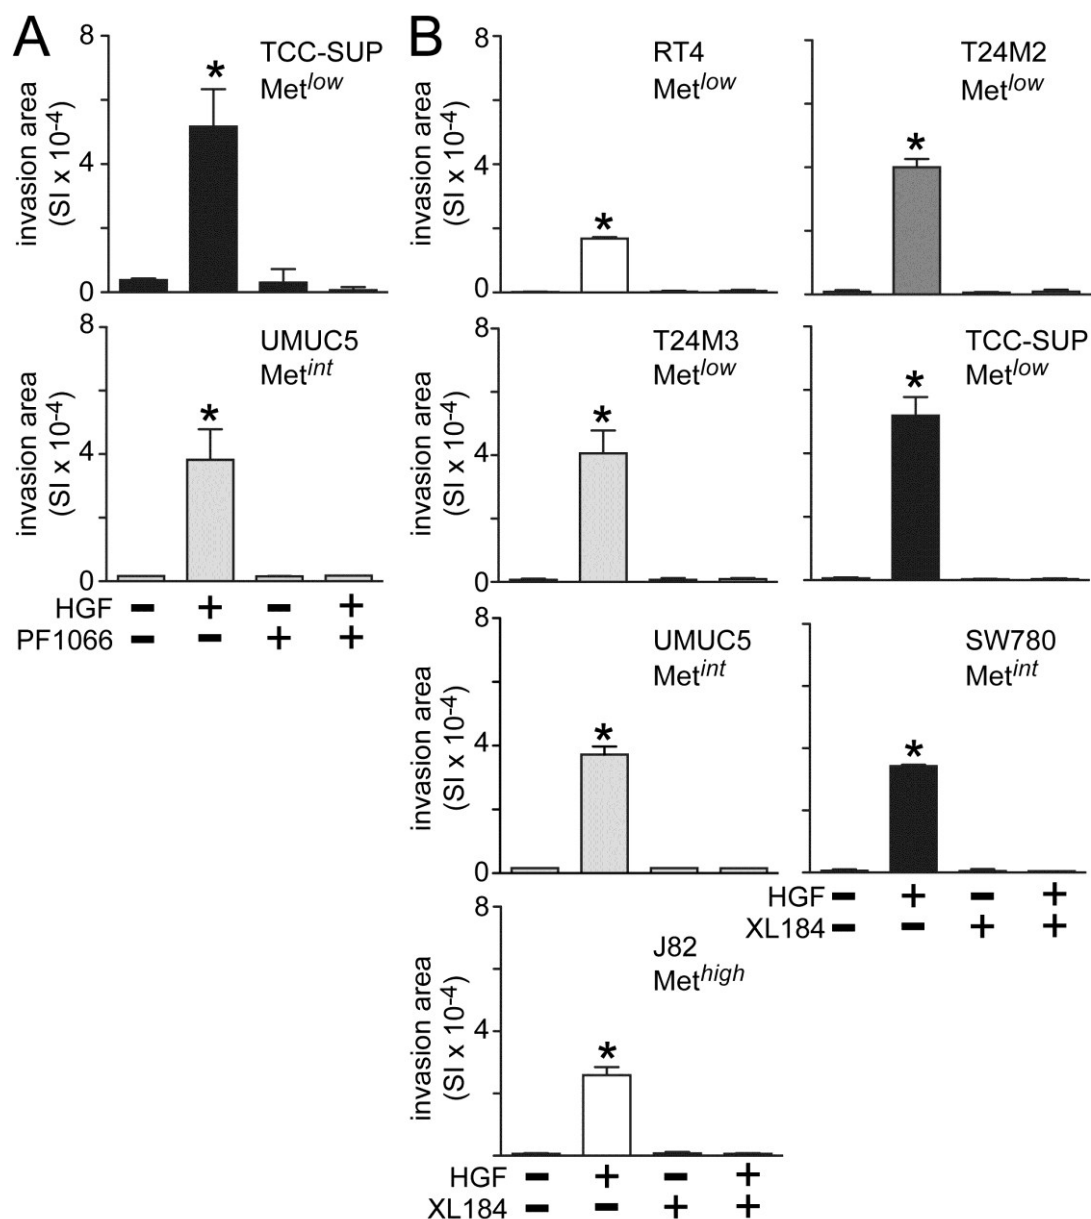 A
TCC-SUP
Met^low
invasion area
(SI x 10^-4)
8
4
0
*
UMUC5
Met^int
invasion area
(SI x 10^-4)
8
4
0
*
HGF - + - +
PF1066 - - + +
B
RT4
Met^low
invasion area
(SI x 10^-4)
8
4
0
*
T24M2
Met^low
*
T24M3
Met^low
invasion area
(SI x 10^-4)
8
4
0
*
TCC-SUP
Met^low
*
UMUC5
Met^int
invasion area
(SI x 10^-4)
8
4
0
*
SW780
Met^int
*
HGF - + - +
XL184 - - + +
J82
Met^high
invasion area
(SI x 10^-4)
8
4
*
HGF - + - +
XL184 - - + +